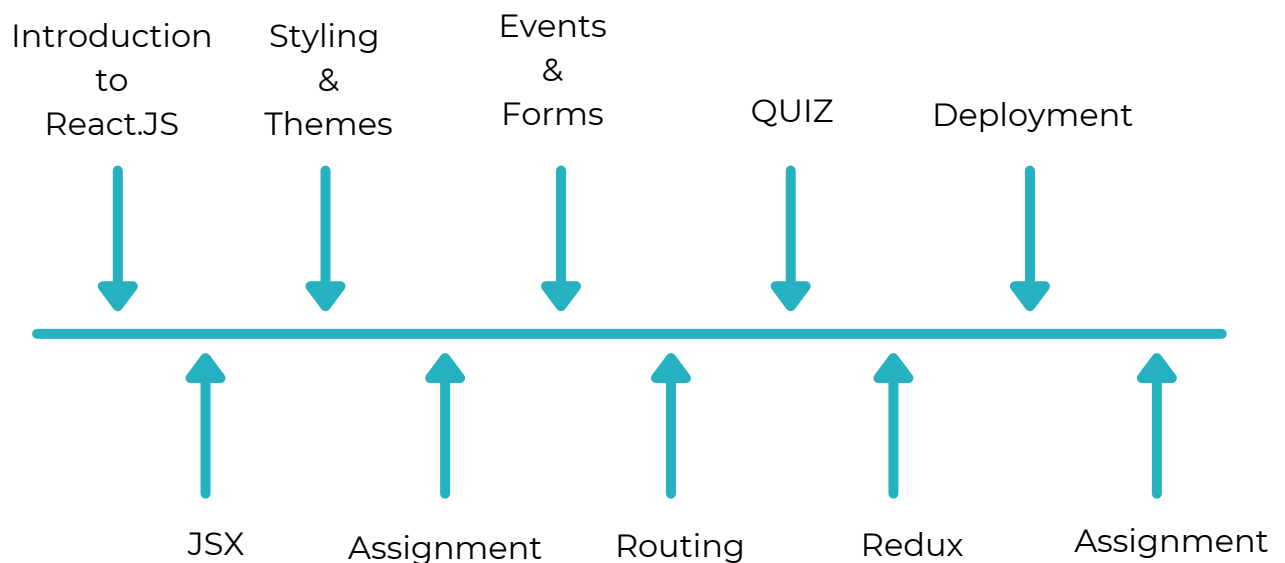 Introduction
to
React.JS
Styling
&
Themes
Events
&
Forms
QUIZ
Deployment
JSX
Assignment
Routing
Redux
Assignment